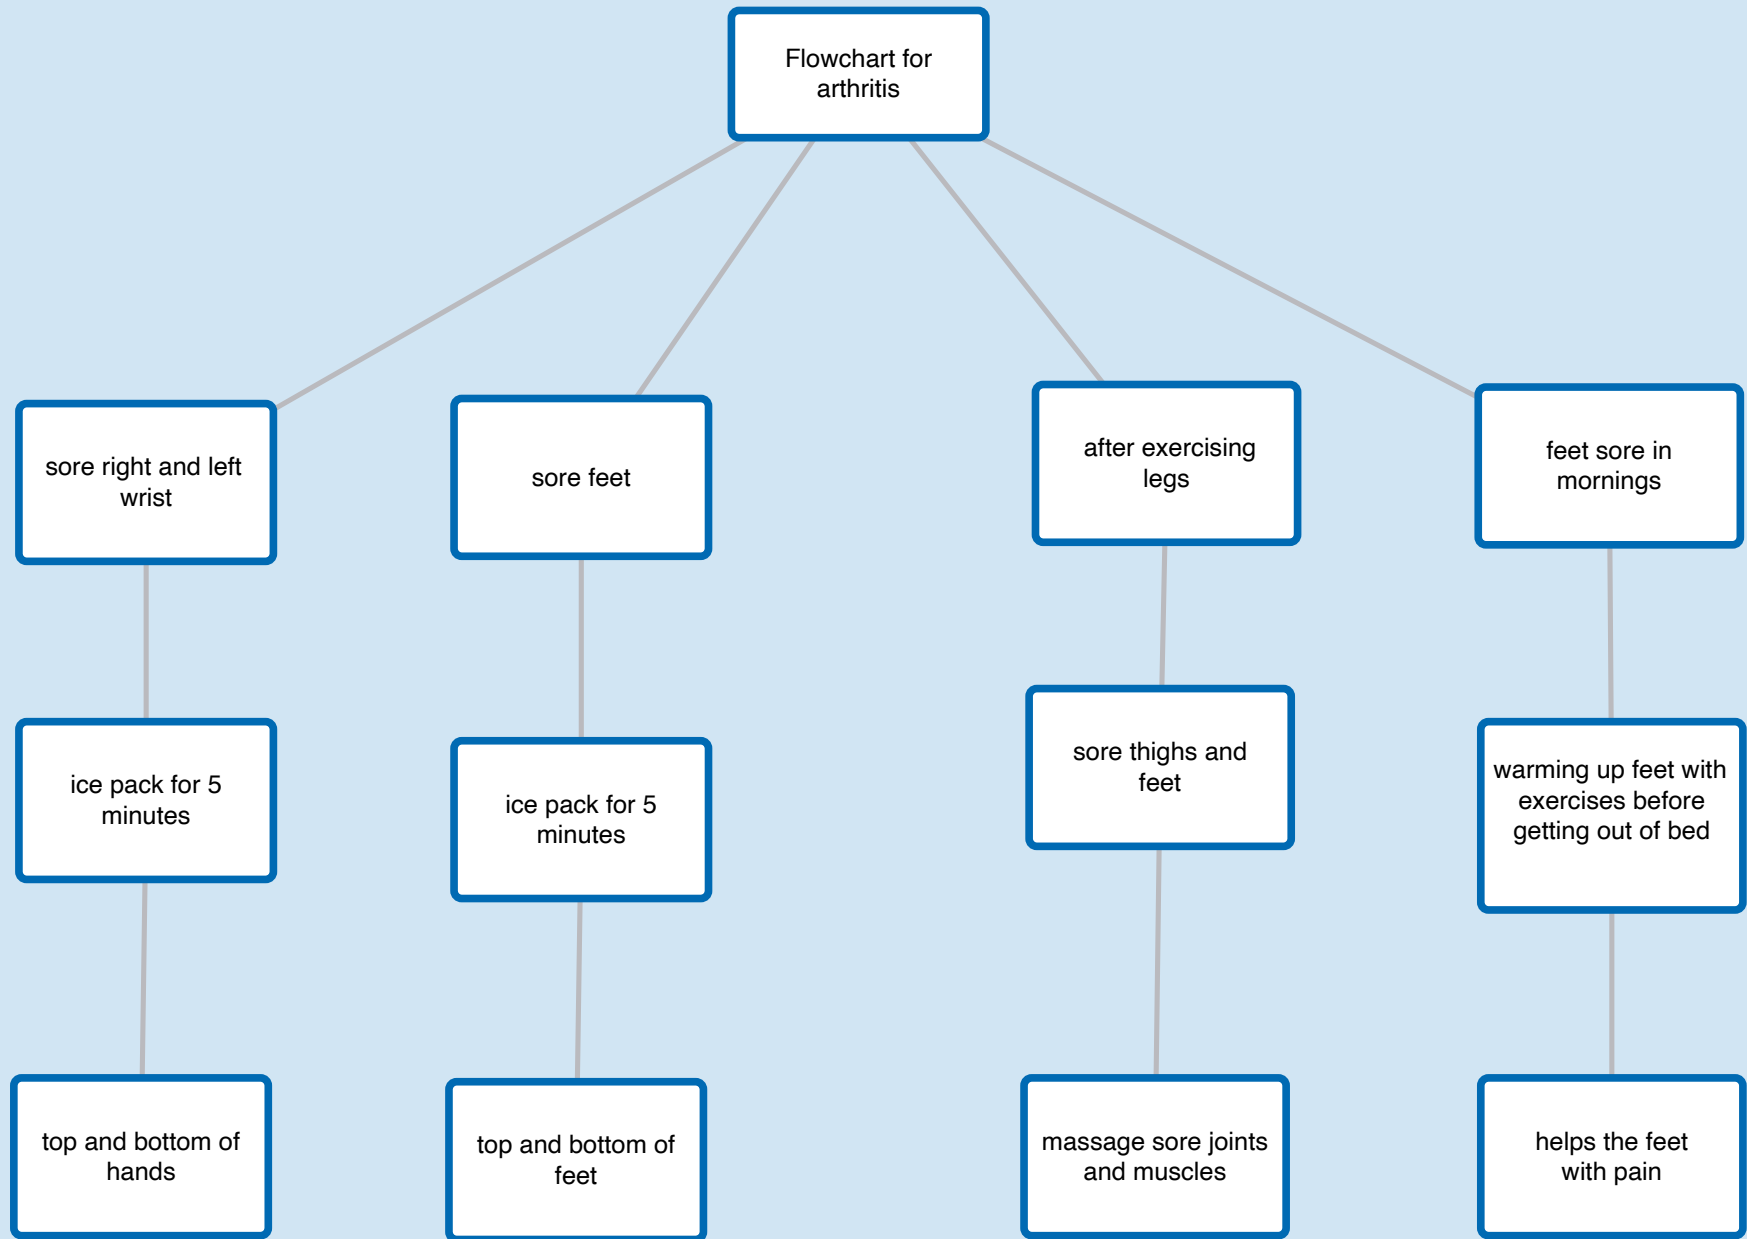 Flowchart for
arthritis
sore right and left
wrist
sore feet
after exercising
legs
feet sore in
mornings
ice pack for 5
minutes
ice pack for 5
minutes
sore thighs and
feet
warming up feet with
exercises before
getting out of bed
top and bottom of
hands
top and bottom of
feet
massage sore joints
and muscles
helps the feet
with pain